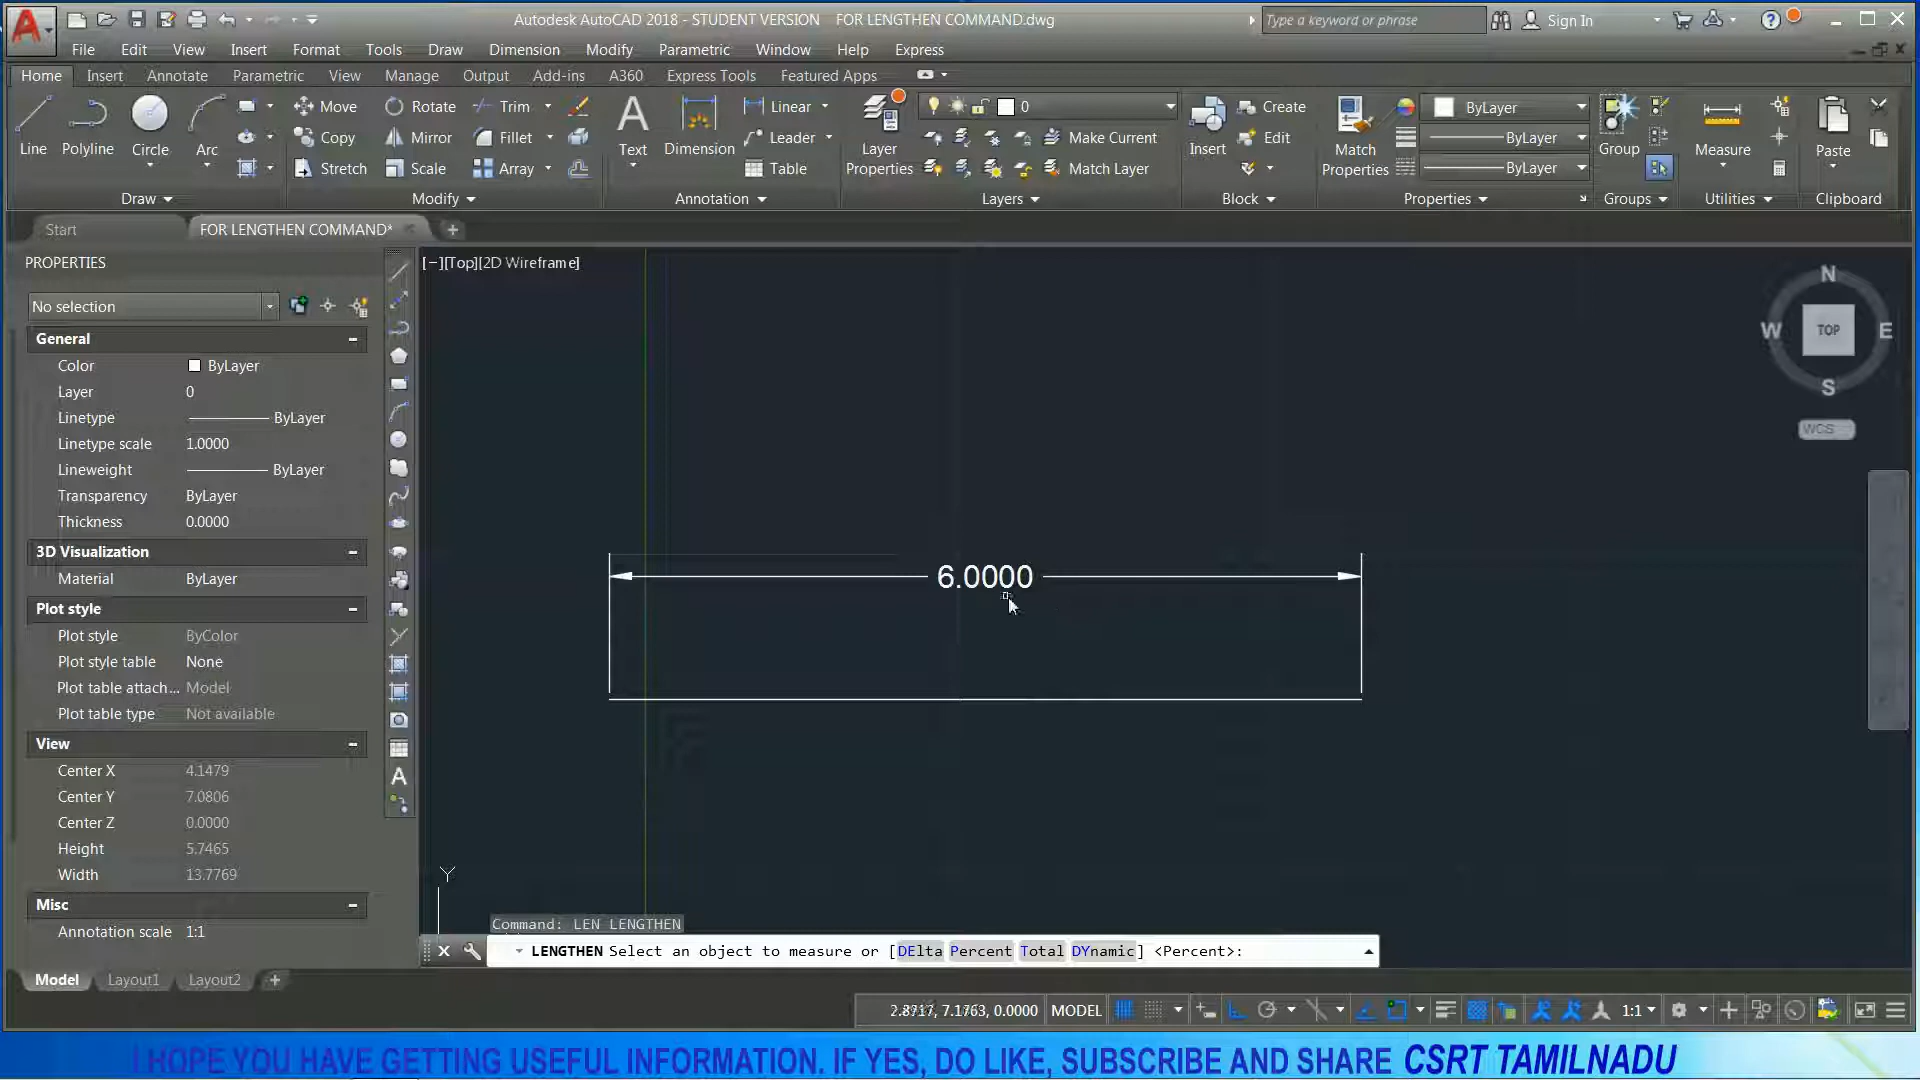 Autodesk AutoCAD 2018 - STUDENT VERSION FOR LENGTHEN COMMAND.dwg
Type a keyword or phrase
Sign In
File Edit View Insert Format Tools Draw Dimension Modify Parametric Window Help Express
Home Insert Annotate Parametric View Manage Output Add-ins A360 Express Tools Featured Apps
Line Polyline Circle Arc
Move Rotate Trim
Copy Mirror Fillet
Stretch Scale Array
Text Dimension
Linear
Leader
Table
Layer Properties
0
Make Current
Match Layer
Insert
Create
Edit
Match Properties
ByLayer
ByLayer
ByLayer
Group
Measure
Paste
Draw Modify Annotation Layers Block Properties Groups Utilities Clipboard
Start FOR LENGTHEN COMMAND*
PROPERTIES
No selection
General
Color ByLayer
Layer 0
Linetype ByLayer
Linetype scale 1.0000
Lineweight ByLayer
Transparency ByLayer
Thickness 0.0000
3D Visualization
Material ByLayer
Plot style
Plot style ByColor
Plot style table None
Plot table attach... Model
Plot table type Not available
View
Center X 4.1479
Center Y 7.0806
Center Z 0.0000
Height 5.7465
Width 13.7769
Misc
Annotation scale 1:1
[−][Top][2D Wireframe]
N
W TOP E
S
WCS
6.0000
Y
Command: LEN LENGTHEN
LENGTHEN Select an object to measure or [DElta Percent Total DYnamic] <Percent>:
Model Layout1 Layout2
2.8717, 7.1763, 0.0000 MODEL 1:1
I HOPE YOU HAVE GETTING USEFUL INFORMATION. IF YES, DO LIKE, SUBSCRIBE AND SHARE CSRT TAMILNADU